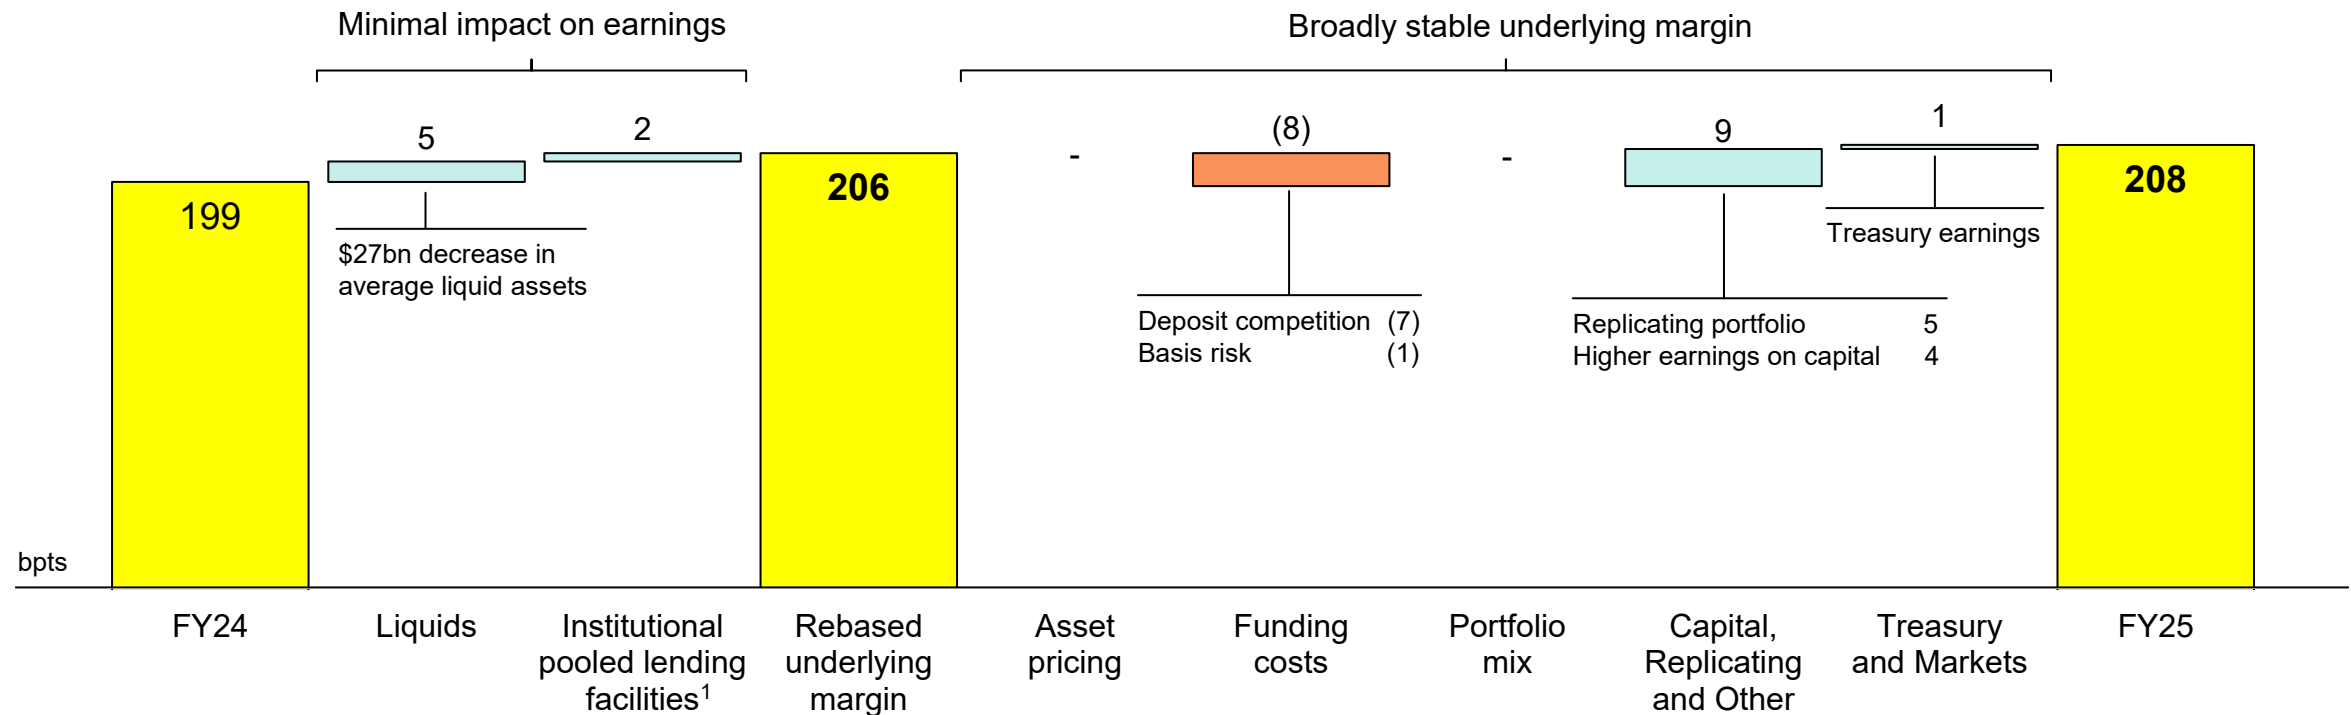 Minimal impact on earnings
Broadly stable underlying margin
199
5
$27bn decrease in
average liquid assets
2
206
-
(8)
Deposit competition (7)
Basis risk (1)
-
9
Replicating portfolio 5
Higher earnings on capital 4
1
Treasury earnings
208
bpts
FY24
Liquids
Institutional
pooled lending
facilities¹
Rebased
underlying
margin
Asset
pricing
Funding
costs
Portfolio
mix
Capital,
Replicating
and Other
Treasury
and Markets
FY25